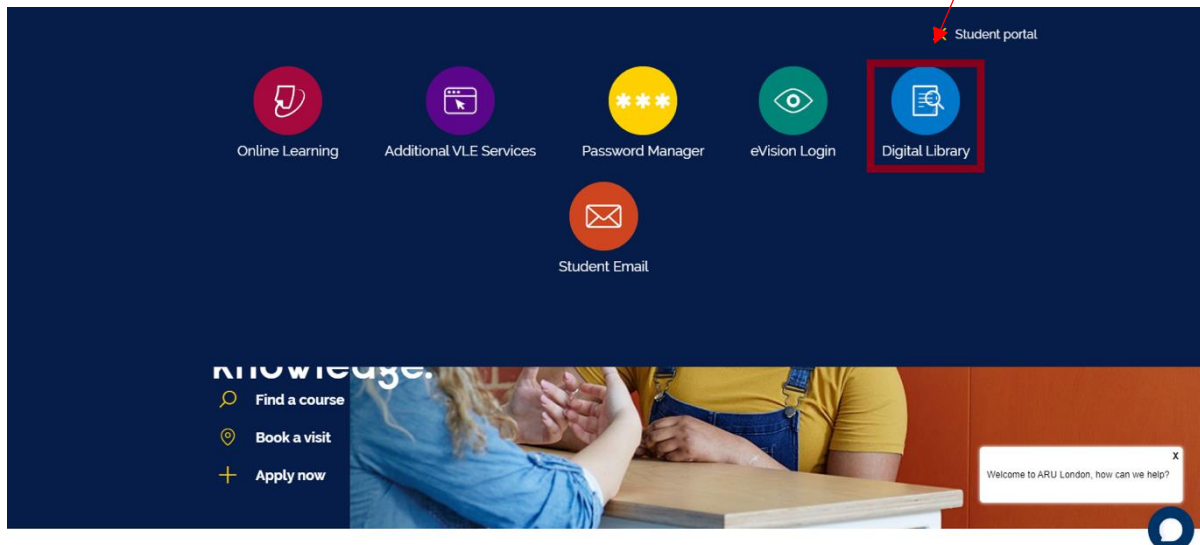 Student portal
***
Online Learning
Additional VLE Services
Password Manager
eVision Login
Digital Library
Student Email
knowledge.
Find a course
Book a visit
Apply now
X
Welcome to ARU London, how can we help?